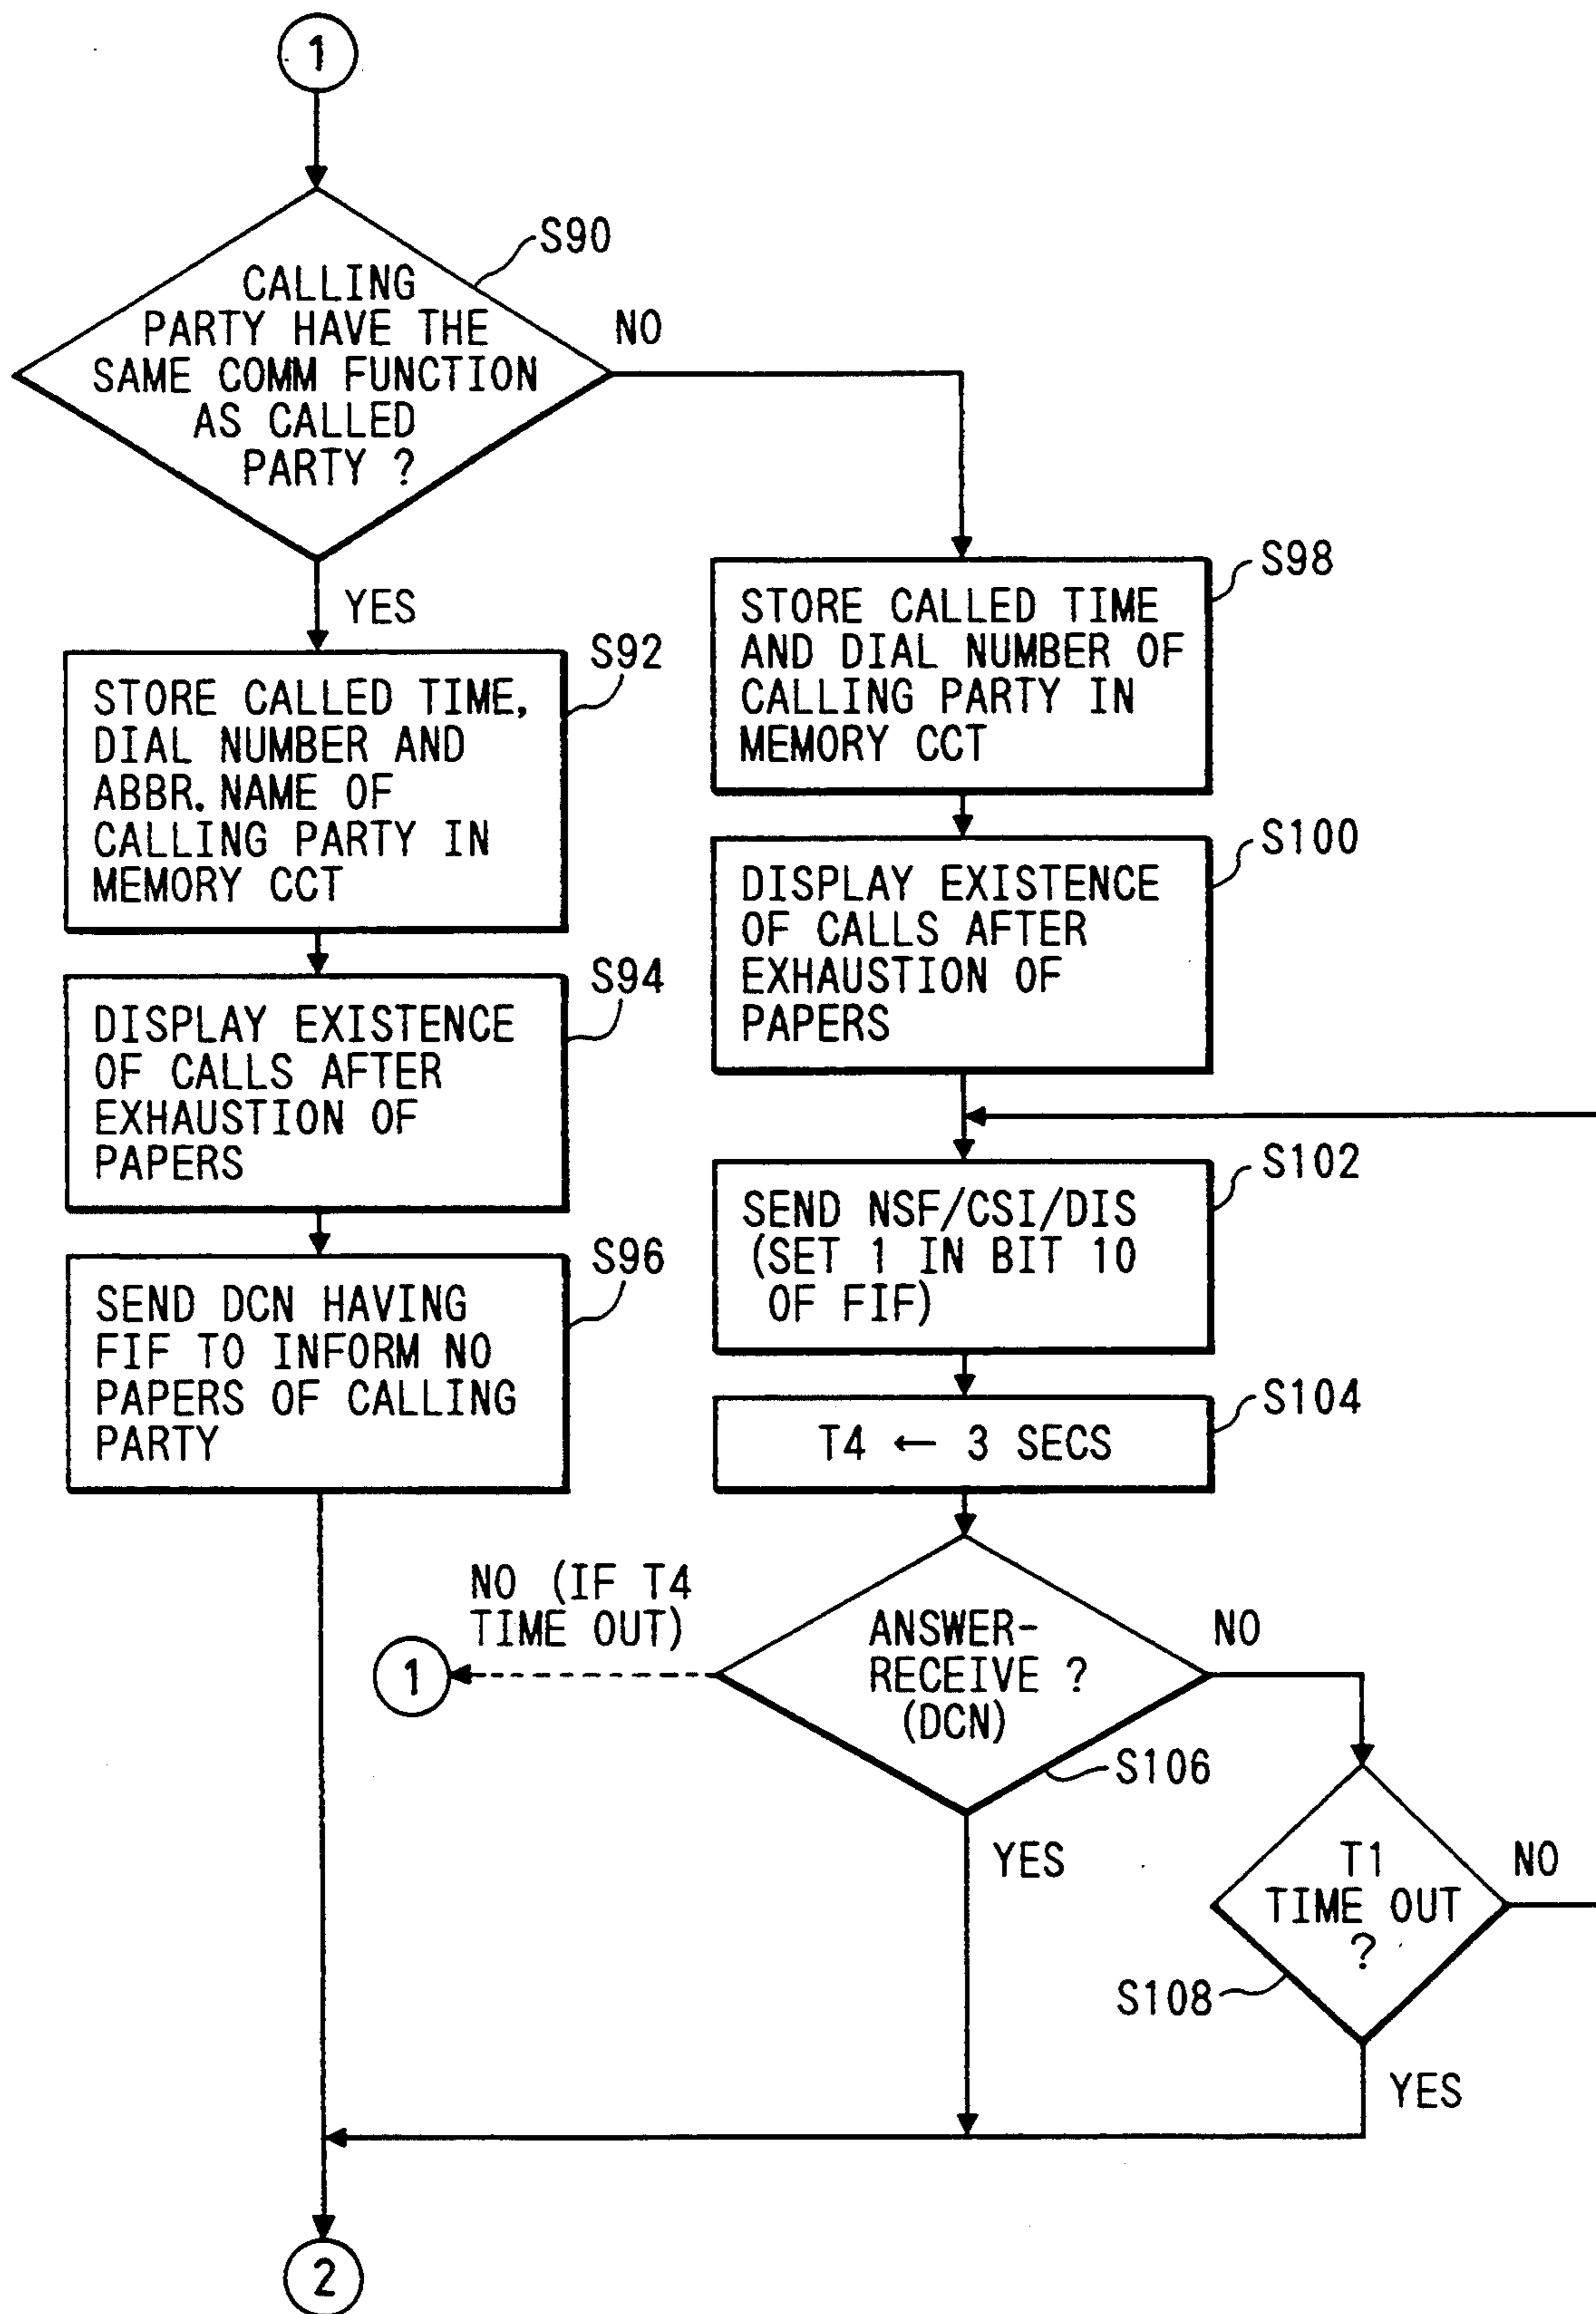 1
S90
CALLING
PARTY HAVE THE
SAME COMM FUNCTION
AS CALLED
PARTY ?
NO
YES
S92
STORE CALLED TIME,
DIAL NUMBER AND
ABBR. NAME OF
CALLING PARTY IN
MEMORY CCT
S94
DISPLAY EXISTENCE
OF CALLS AFTER
EXHAUSTION OF
PAPERS
S96
SEND DCN HAVING
FIF TO INFORM NO
PAPERS OF CALLING
PARTY
S98
STORE CALLED TIME
AND DIAL NUMBER OF
CALLING PARTY IN
MEMORY CCT
S100
DISPLAY EXISTENCE
OF CALLS AFTER
EXHAUSTION OF
PAPERS
S102
SEND NSF/CSI/DIS
(SET 1 IN BIT 10
OF FIF)
S104
T4 ← 3 SECS
NO (IF T4
TIME OUT)
1
ANSWER-
RECEIVE ?
(DCN)
NO
S106
YES
T1
TIME OUT
?
NO
S108
YES
2